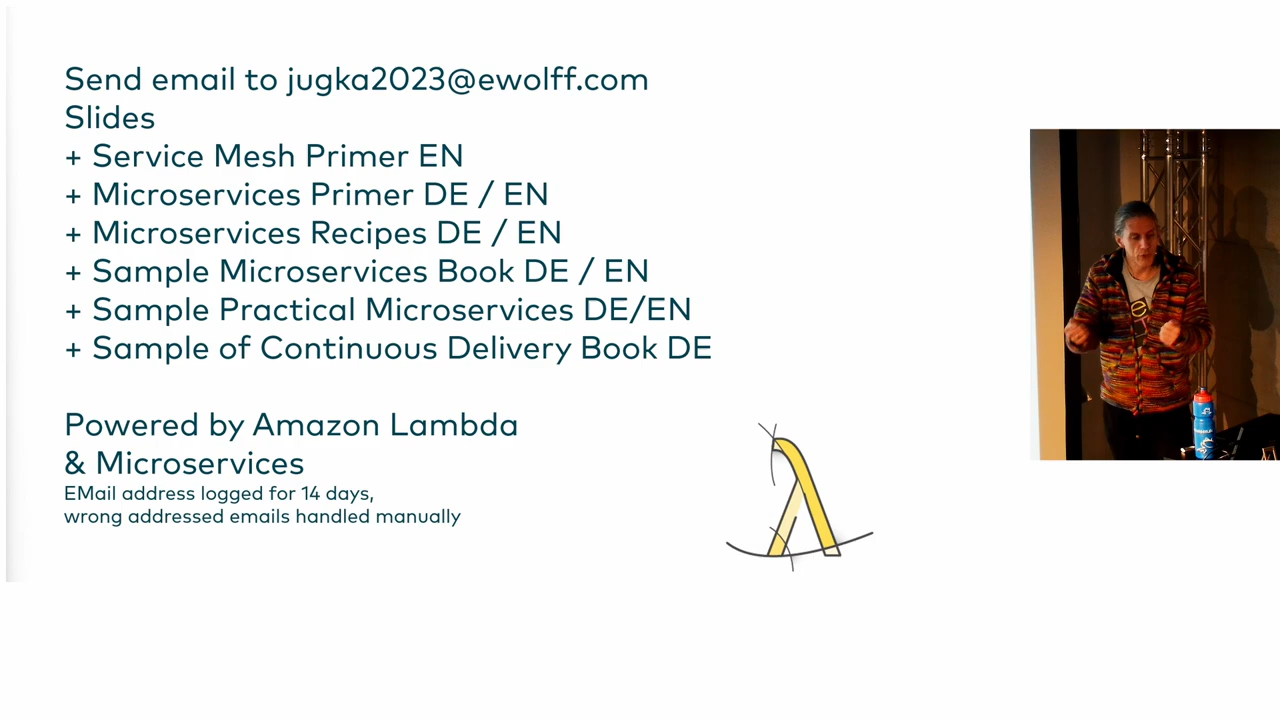 Send email to jugka2023@ewolff.com
Slides
+ Service Mesh Primer EN
+ Microservices Primer DE / EN
+ Microservices Recipes DE / EN
+ Sample Microservices Book DE / EN
+ Sample Practical Microservices DE/EN
+ Sample of Continuous Delivery Book DE
Powered by Amazon Lambda
& Microservices
EMail address logged for 14 days,
wrong addressed emails handled manually